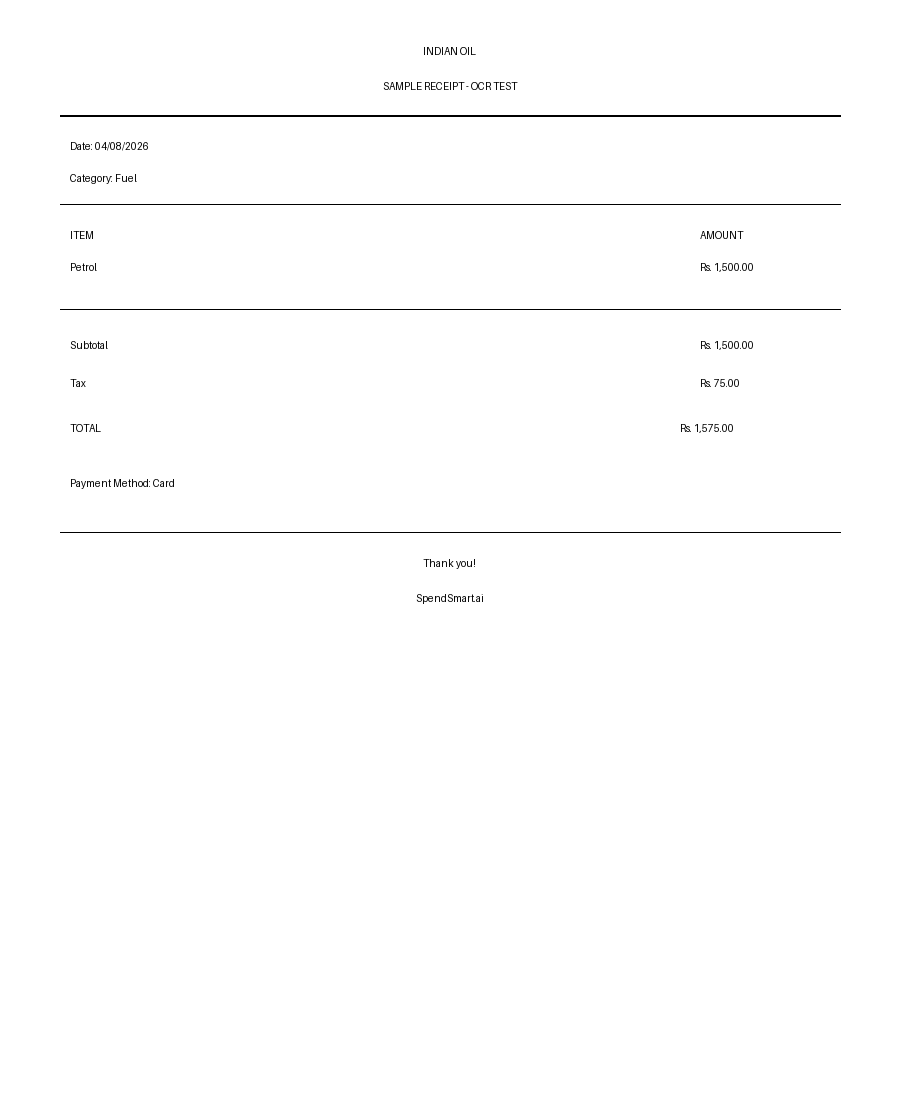 INDIAN OIL
SAMPLE RECEIPT - OCR TEST
Date: 04/08/2026
Category: Fuel
ITEM AMOUNT
Petrol Rs. 1,500.00
Subtotal Rs. 1,500.00
Tax Rs. 75.00
TOTAL Rs. 1,575.00
Payment Method: Card
Thank you!
SpendSmart.ai